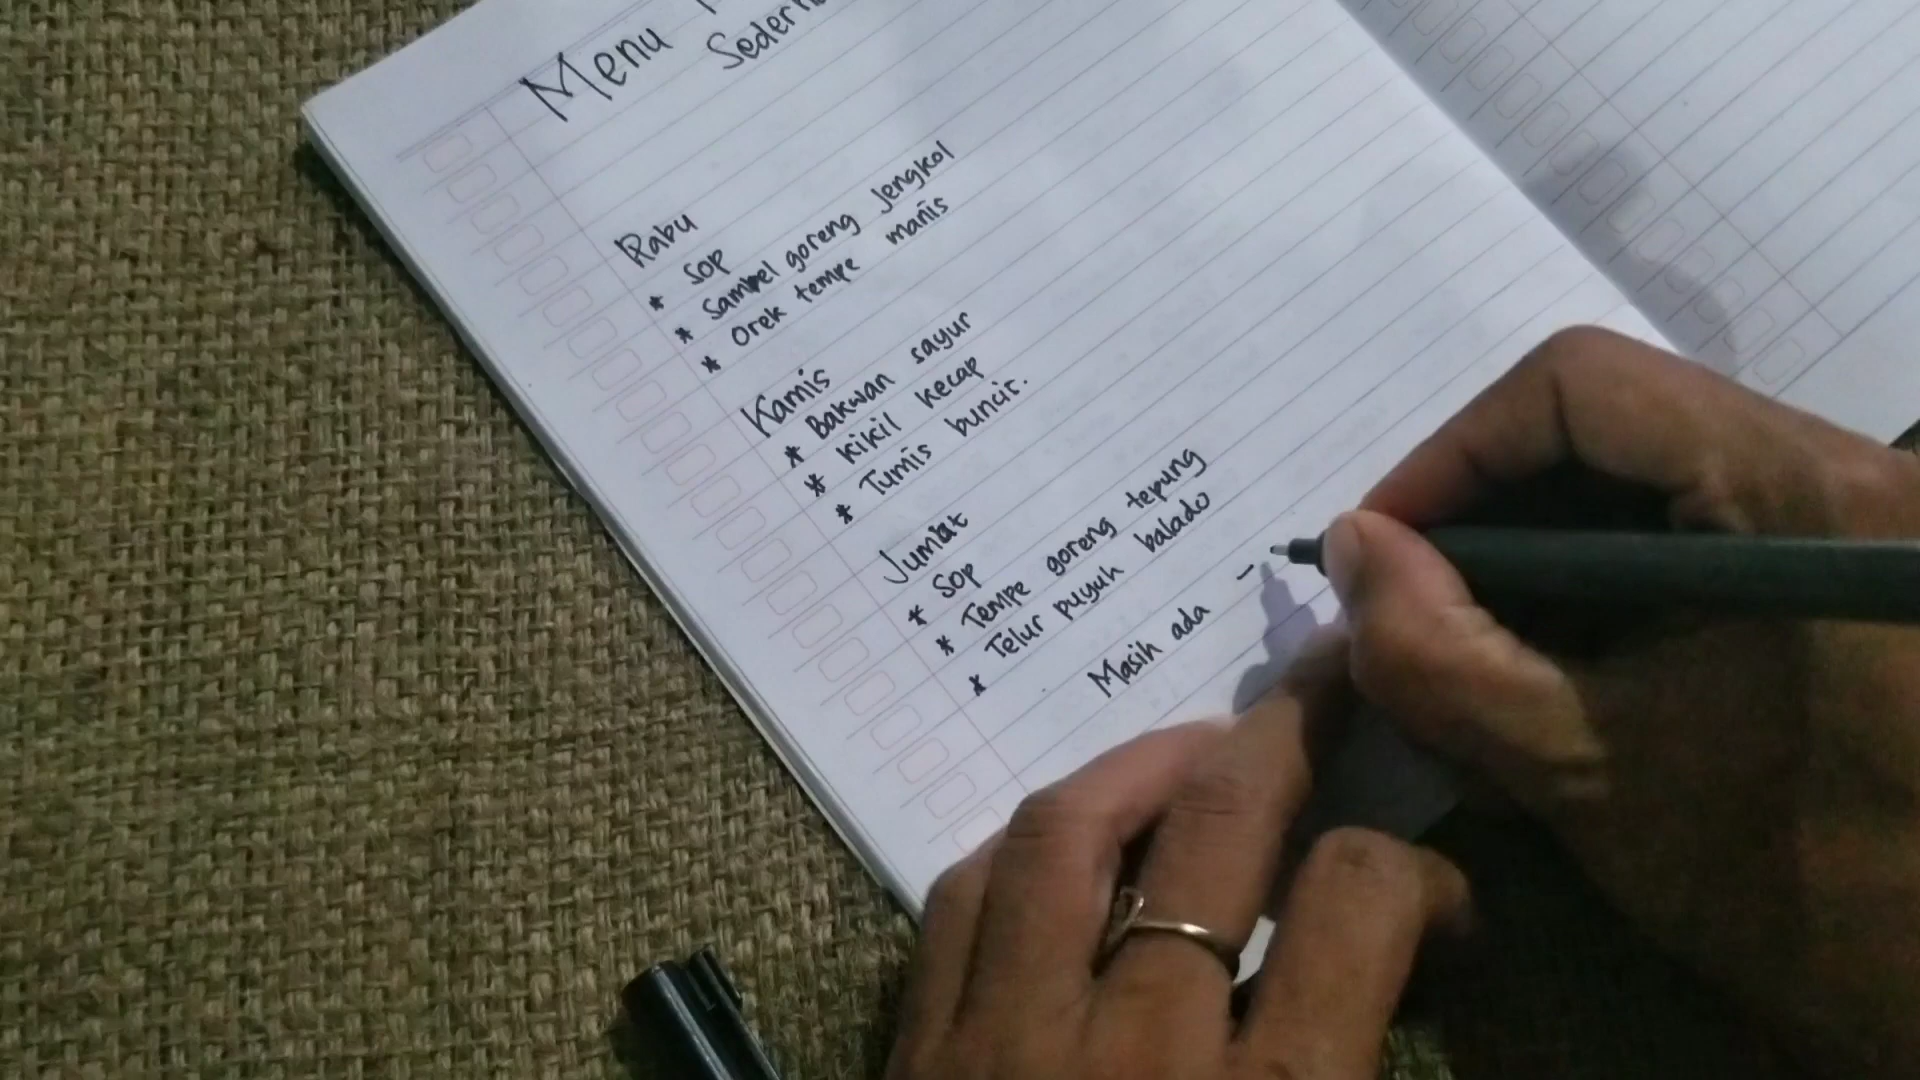 Menu
Rabu
* Sop
* Sambel goreng Jengkol
* Orek tempe manis
Kamis
* Bakwan sayur
* Kikil kecap
* Tumis buncis.
Jumat
* Sop
* Tempe goreng tepung
* Telur puyuh balado
Masih ada -